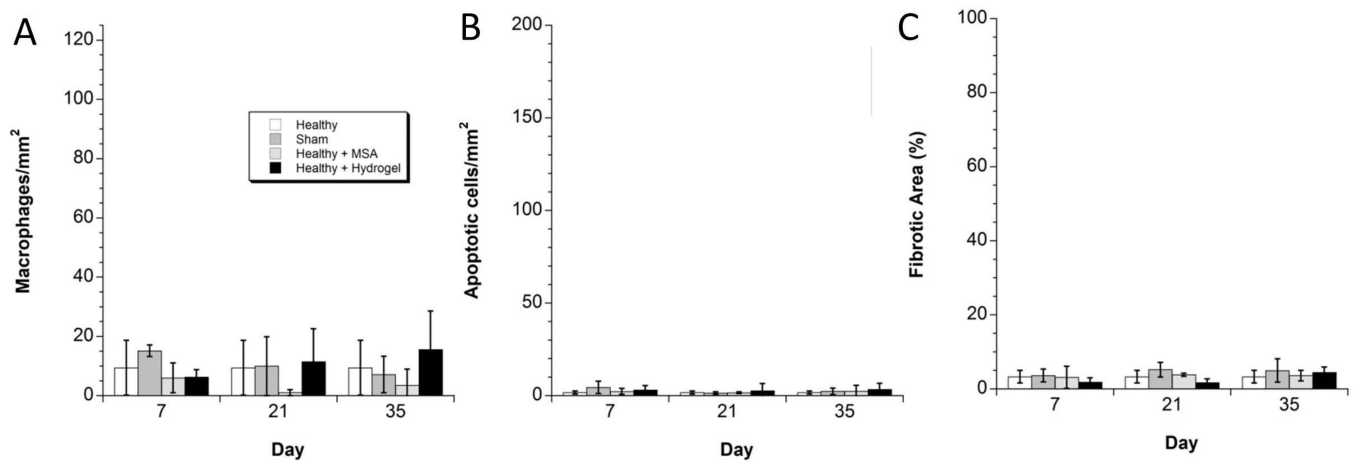 A
Macrophages/mm²
120
100
80
60
40
20
0
Healthy
Sham
Healthy + MSA
Healthy + Hydrogel
7
21
35
Day
B
Apoptotic cells/mm²
200
150
100
50
0
7
21
35
Day
C
Fibrotic Area (%)
100
80
60
40
20
0
7
21
35
Day